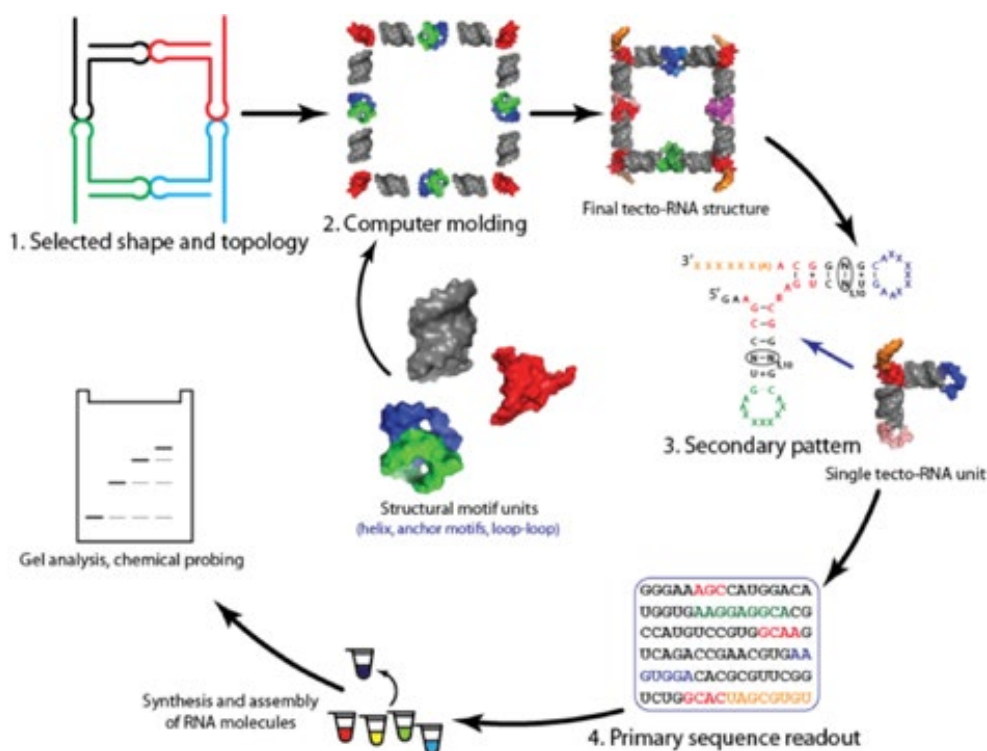 1. Selected shape and topology
2. Computer molding
Final tecto-RNA structure
3' X X X X X X (A) A C G G N G C A X X X X X A A G
U U C N U L10
5' G A A G C G A R
C G
C G
N N L10
U+G
G C
A A A X X X X X A
3. Secondary pattern
Single tecto-RNA unit
Structural motif units
(helix, anchor motifs, loop-loop)
Gel analysis, chemical probing
GGGAAAGCCAUGGACA
UGGUGAAGGAGGCACG
CCAUGUCCGUGGCAAG
UCAGACCGAACGUGAA
GUGGACACGCGUUCGG
UCUGGCACUAGCGUGU
4. Primary sequence readout
Synthesis and assembly
of RNA molecules